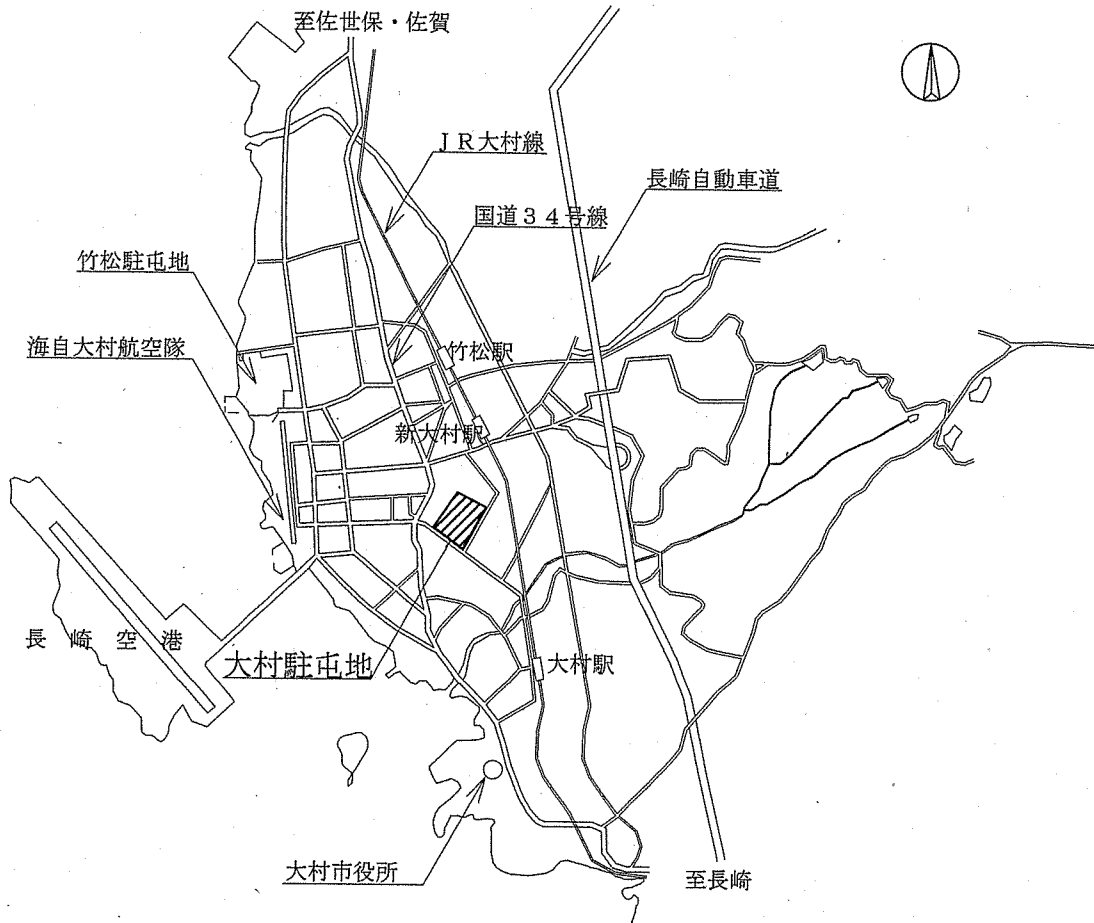 至佐世保・佐賀
ＪＲ大村線
長崎自動車道
国道３４号線
竹松駐屯地
海自大村航空隊
竹松駅
新大村駅
長崎空港
大村駐屯地
大村駅
大村市役所
至長崎